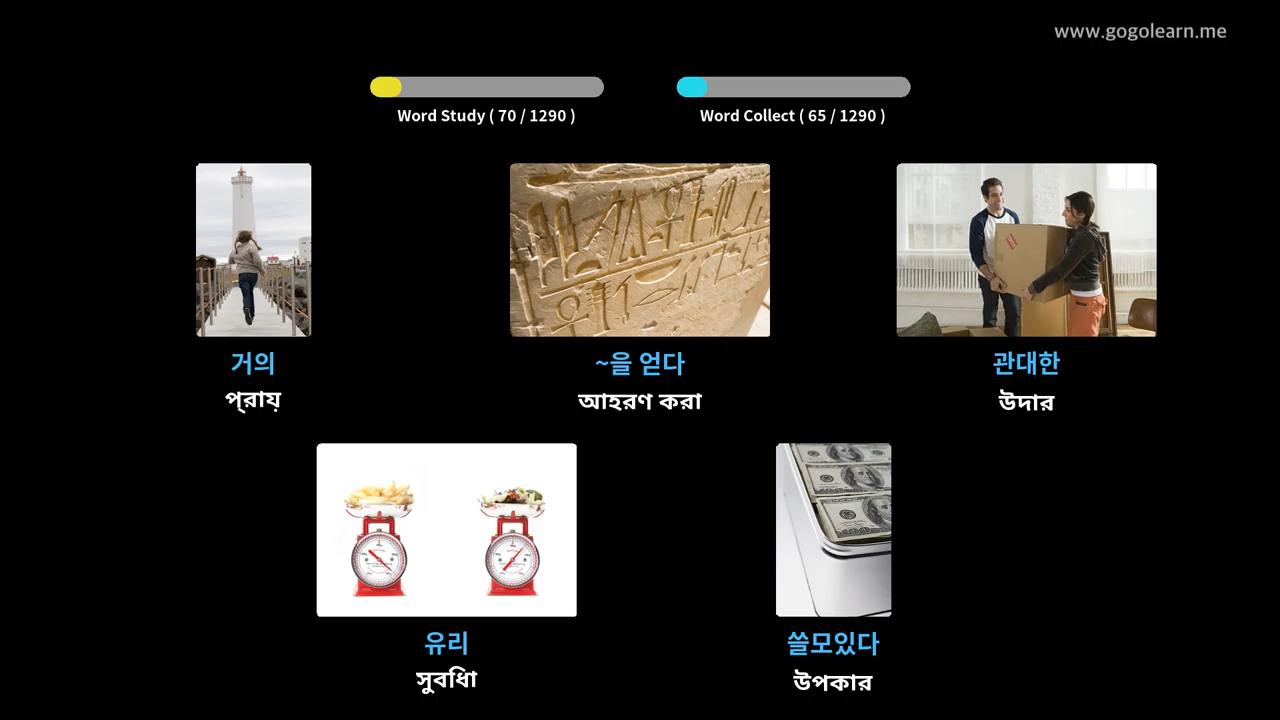 www.gogolearn.me
Word Study ( 70 / 1290 )
Word Collect ( 65 / 1290 )
거의
প্রায়
~을 얻다
আহরণ করা
관대한
উদার
유리
সুবিধা
쓸모있다
উপকার